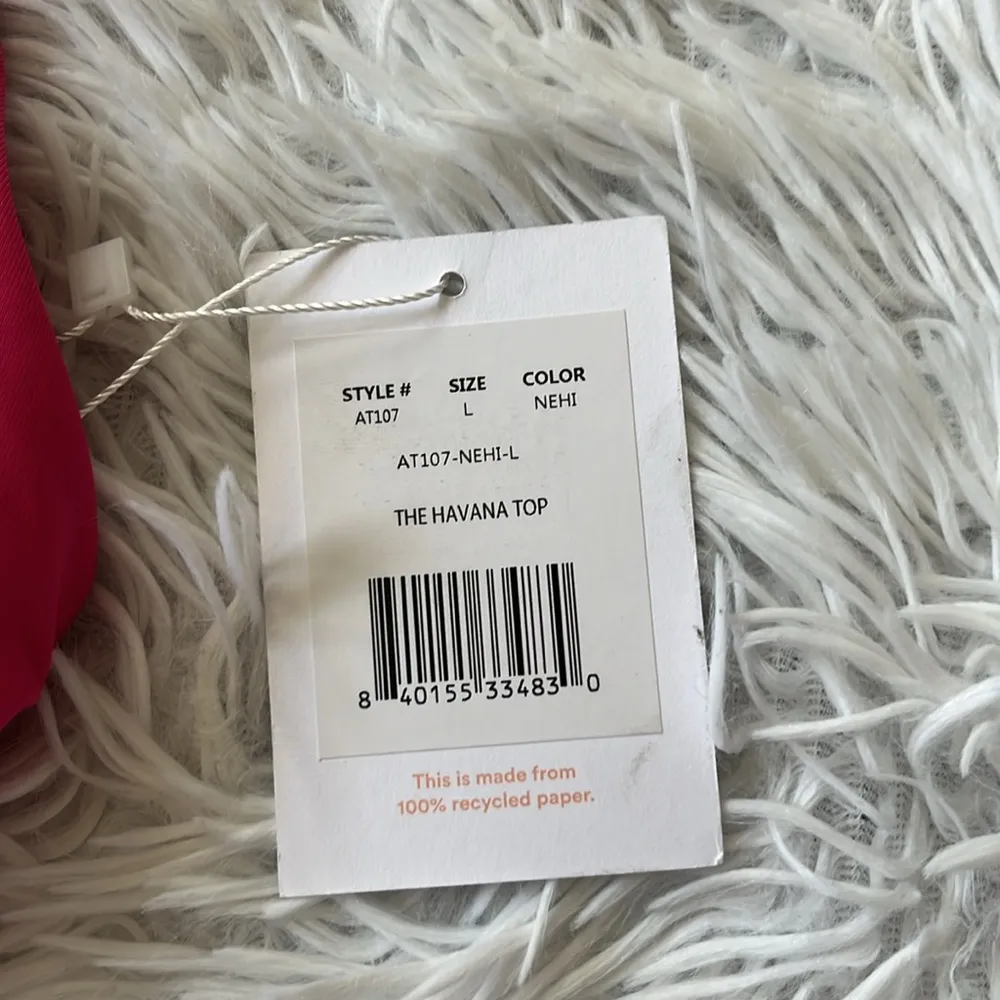 STYLE # SIZE COLOR
AT107 L NEHI
AT107-NEHI-L
THE HAVANA TOP
8 40155 33483 0
This is made from
100% recycled paper.